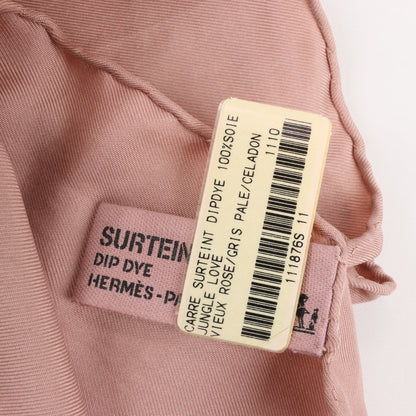 SURTEIN
DIP DYE
HERMÈS-PA
CARRE SURTEINT DIPDYE 100%SOIE
JUNGLE LOVE 1110
VIEUX ROSE/GRIS PALE/CELADON
111876S 11